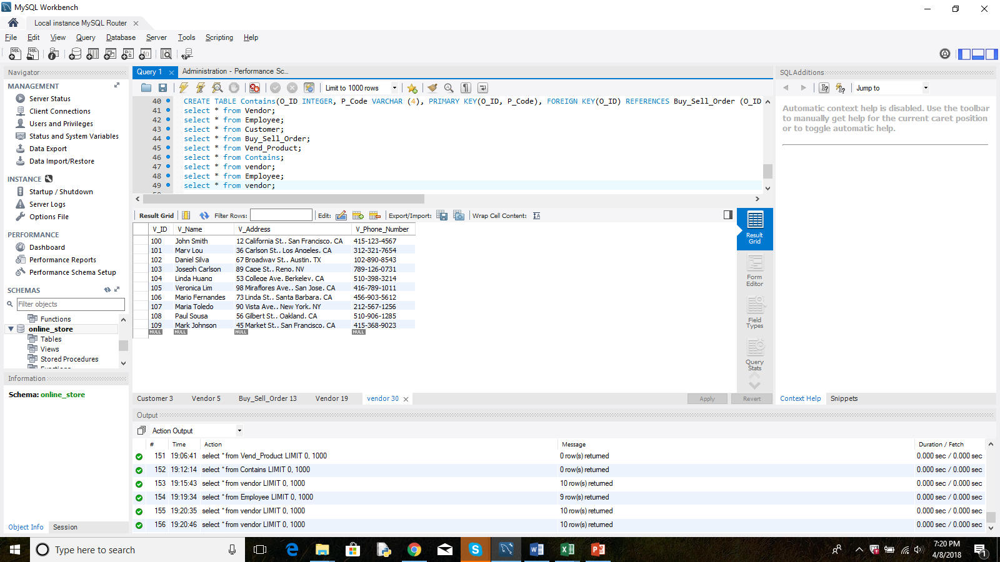 MySQL Workbench
Local instance MySQL Router
File Edit View Query Database Server Tools Scripting Help
Navigator
MANAGEMENT
Server Status
Client Connections
Users and Privileges
Status and System Variables
Data Export
Data Import/Restore
INSTANCE
Startup / Shutdown
Server Logs
Options File
PERFORMANCE
Dashboard
Performance Reports
Performance Schema Setup
SCHEMAS
Filter objects
Functions
online_store
Tables
Views
Stored Procedures
Functions
Information
Schema: online_store
Object Info Session
Query 1 Administration - Performance Sc...
Limit to 1000 rows
40 CREATE TABLE Contains(O_ID INTEGER, P_Code VARCHAR (4), PRIMARY KEY(O_ID, P_Code), FOREIGN KEY(O_ID) REFERENCES Buy_Sell_Order (O_ID
41 select * from Vendor;
42 select * from Employee;
43 select * from Customer;
44 select * from Buy_Sell_Order;
45 select * from Vend_Product;
46 select * from Contains;
47 select * from vendor;
48 select * from Employee;
49 select * from vendor;
Result Grid Filter Rows: Edit: Export/Import: Wrap Cell Content:
V_ID V_Name V_Address V_Phone_Number
100 John Smith 12 California St., San Francisco, CA 415-123-4567
101 Mary Lou 36 Carlson St., Los Angeles, CA 312-321-7654
102 Daniel Silva 67 Broadway St., Austin, TX 102-890-8543
103 Joseph Carlson 89 Cape St., Reno, NV 789-126-0731
104 Linda Huang 53 College Ave, Berkeley, CA 510-398-3214
105 Veronica Lim 98 Miraflores Ave., San Jose, CA 416-789-1011
106 Mario Fernandes 73 Linda St., Santa Barbara, CA 456-903-5612
107 Maria Toledo 90 Vista Ave., New York, NY 212-567-1256
108 Paul Sousa 56 Gilbert St., Oakland, CA 510-906-1285
109 Mark Johnson 45 Market St., San Francisco, CA 415-368-9023
NULL NULL NULL NULL
Result
Grid
Form
Editor
Field
Types
Query
Stats
Customer 3 Vendor 5 Buy_Sell_Order 13 Vendor 19 vendor 30
Apply Revert
SQLAdditions
Jump to
Automatic context help is disabled. Use the toolbar
to manually get help for the current caret position
or to toggle automatic help.
Context Help Snippets
Output
Action Output
# Time Action Message Duration / Fetch
151 19:06:41 select * from Vend_Product LIMIT 0, 1000 0 row(s) returned 0.000 sec / 0.000 sec
152 19:12:14 select * from Contains LIMIT 0, 1000 0 row(s) returned 0.000 sec / 0.000 sec
153 19:15:43 select * from vendor LIMIT 0, 1000 10 row(s) returned 0.000 sec / 0.000 sec
154 19:19:34 select * from Employee LIMIT 0, 1000 9 row(s) returned 0.000 sec / 0.000 sec
155 19:20:35 select * from vendor LIMIT 0, 1000 10 row(s) returned 0.000 sec / 0.000 sec
156 19:20:46 select * from vendor LIMIT 0, 1000 10 row(s) returned 0.000 sec / 0.000 sec
Type here to search
7:20 PM
4/8/2018
1